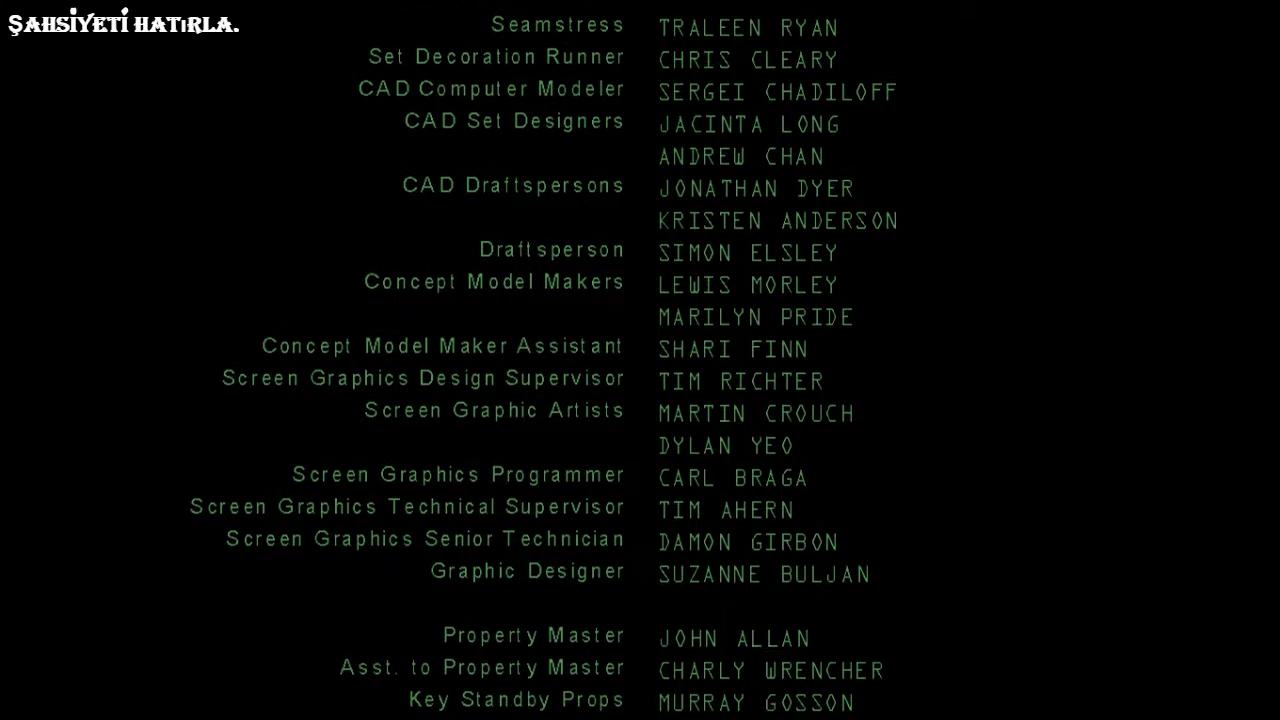 ŞAHSİYETİ HATıRLA.
Seamstress TRALEEN RYAN
Set Decoration Runner CHRIS CLEARY
CAD Computer Modeler SERGEI CHADILOFF
CAD Set Designers JACINTA LONG
ANDREW CHAN
CAD Draftspersons JONATHAN DYER
KRISTEN ANDERSON
Draftsperson SIMON ELSLEY
Concept Model Makers LEWIS MORLEY
MARILYN PRIDE
Concept Model Maker Assistant SHARI FINN
Screen Graphics Design Supervisor TIM RICHTER
Screen Graphic Artists MARTIN CROUCH
DYLAN YEO
Screen Graphics Programmer CARL BRAGA
Screen Graphics Technical Supervisor TIM AHERN
Screen Graphics Senior Technician DAMON GIRBON
Graphic Designer SUZANNE BULJAN
Property Master JOHN ALLAN
Asst. to Property Master CHARLY WRENCHER
Key Standby Props MURRAY GOSSON